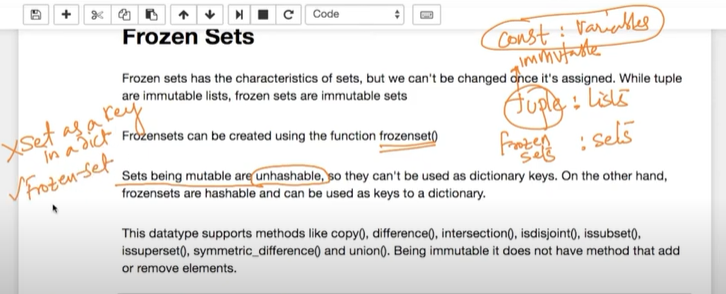 Code
Frozen Sets
const : Variables
immutable
tuple : lists
frozen sets : sets
Frozen sets has the characteristics of sets, but we can't be changed once it's assigned. While tuple
are immutable lists, frozen sets are immutable sets
Frozensets can be created using the function frozenset()
xSet as a key
in a dict
✓Frozen-set
Sets being mutable are unhashable, so they can't be used as dictionary keys. On the other hand,
frozensets are hashable and can be used as keys to a dictionary.
This datatype supports methods like copy(), difference(), intersection(), isdisjoint(), issubset(),
issuperset(), symmetric_difference() and union(). Being immutable it does not have method that add
or remove elements.